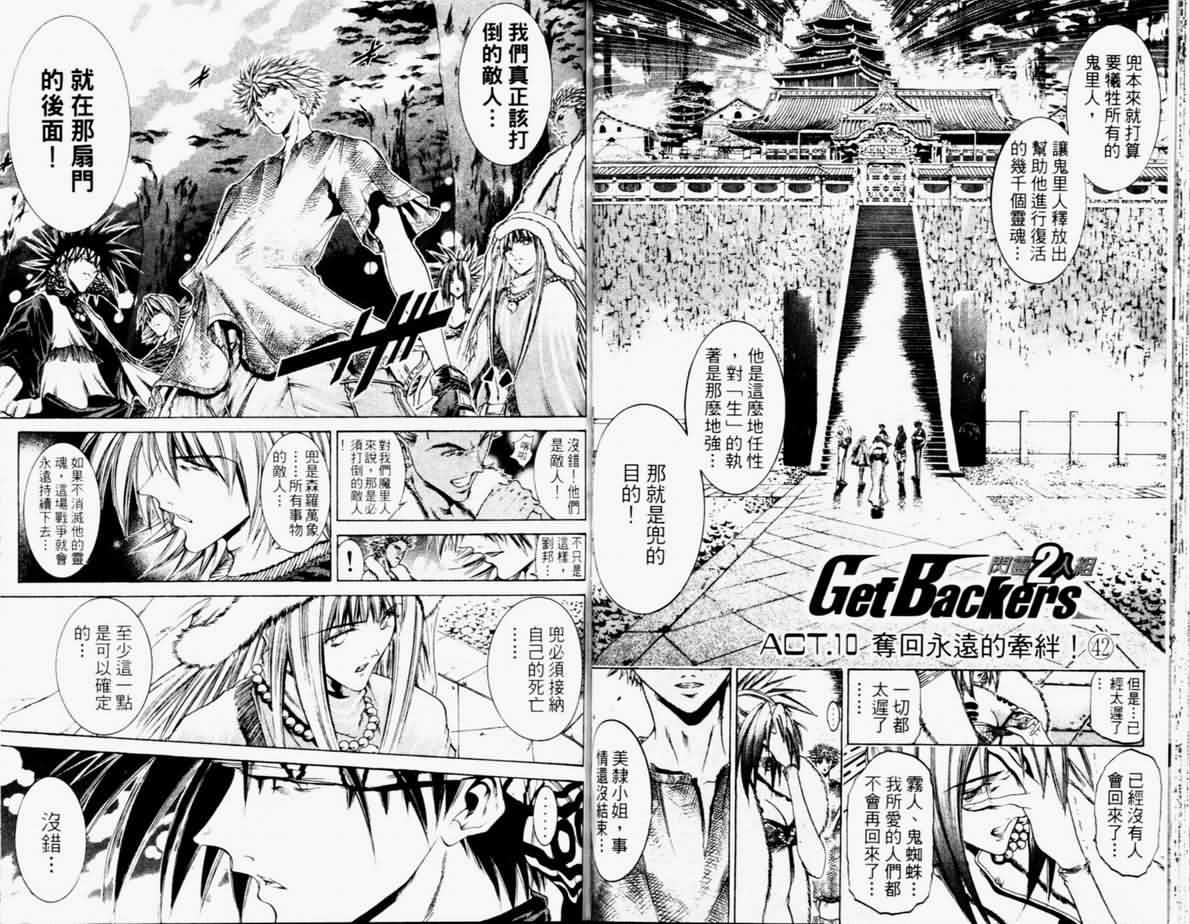 兜本來就打算
要犧牲所有的
鬼里人，
讓鬼里人釋放出
幫助他進行復活
的幾千個靈魂…
他是這麼地任性
，對「生」的執
著是那麼地強…
那就是兜的
目的！
閃靈2人組
GetBackers
ACT.10 奪回永遠的牽絆！㊷
但是…已
經太遲了
一切都
太遲了
……
已經沒有人
會回來了…
霧人、鬼蜘蛛…
我所愛的人們都
不會再回來了…
美隸小姐，事
情還沒結束…
我們真正該打
倒的敵人…
就在那扇門
的後面！
沒錯！他們
是敵人！
對我們魔里人
來說，那是必
須打倒的敵人
！
不只是
這樣，
劉邦…
！
兜是森羅萬象
……所有事物
的敵人…
如果不消滅他的靈
魂，這場戰爭就會
永遠持續下去…
兜必須接納
自己的死亡
……
至少這一點
是可以確定
的…
……
沒錯…